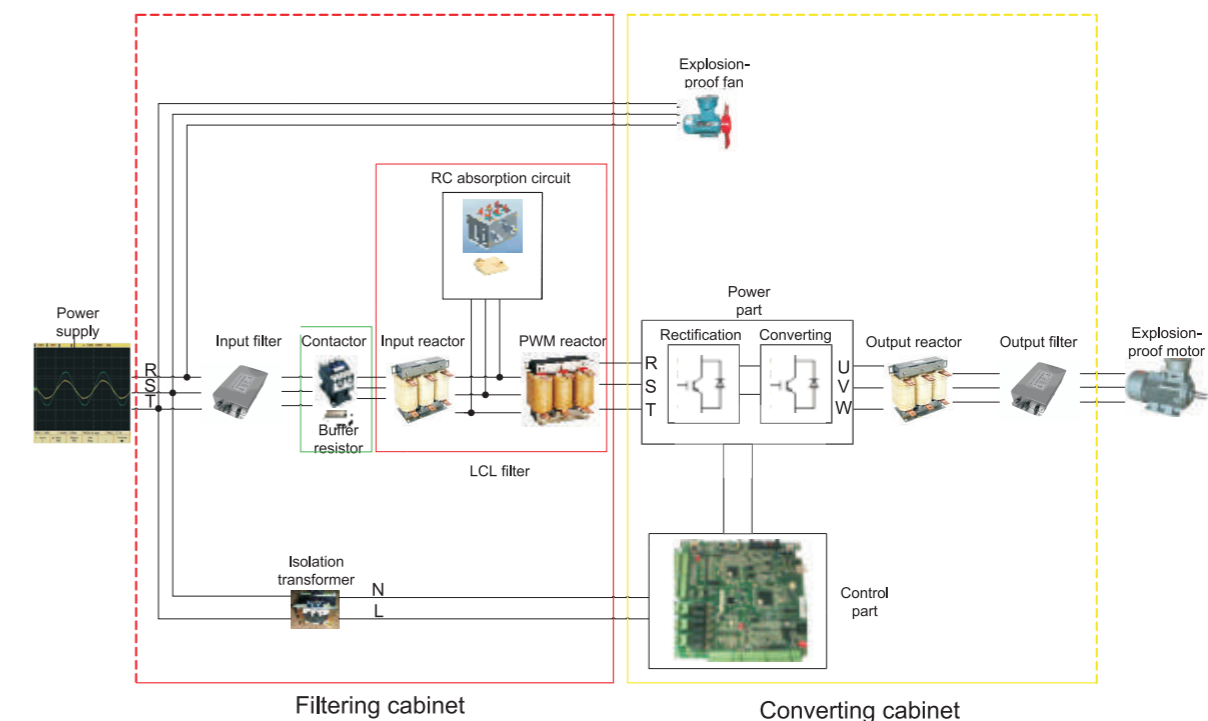 Explosion-
proof fan
RC absorption circuit
Power
supply
R
S
T
Input filter
Contactor
Buffer
resistor
Input reactor
PWM reactor
LCL filter
Power
part
R
S
T
Rectification
Converting
U
V
W
Output reactor
Output filter
Explosion-
proof motor
Isolation
transformer
N
L
Control
part
Filtering cabinet
Converting cabinet